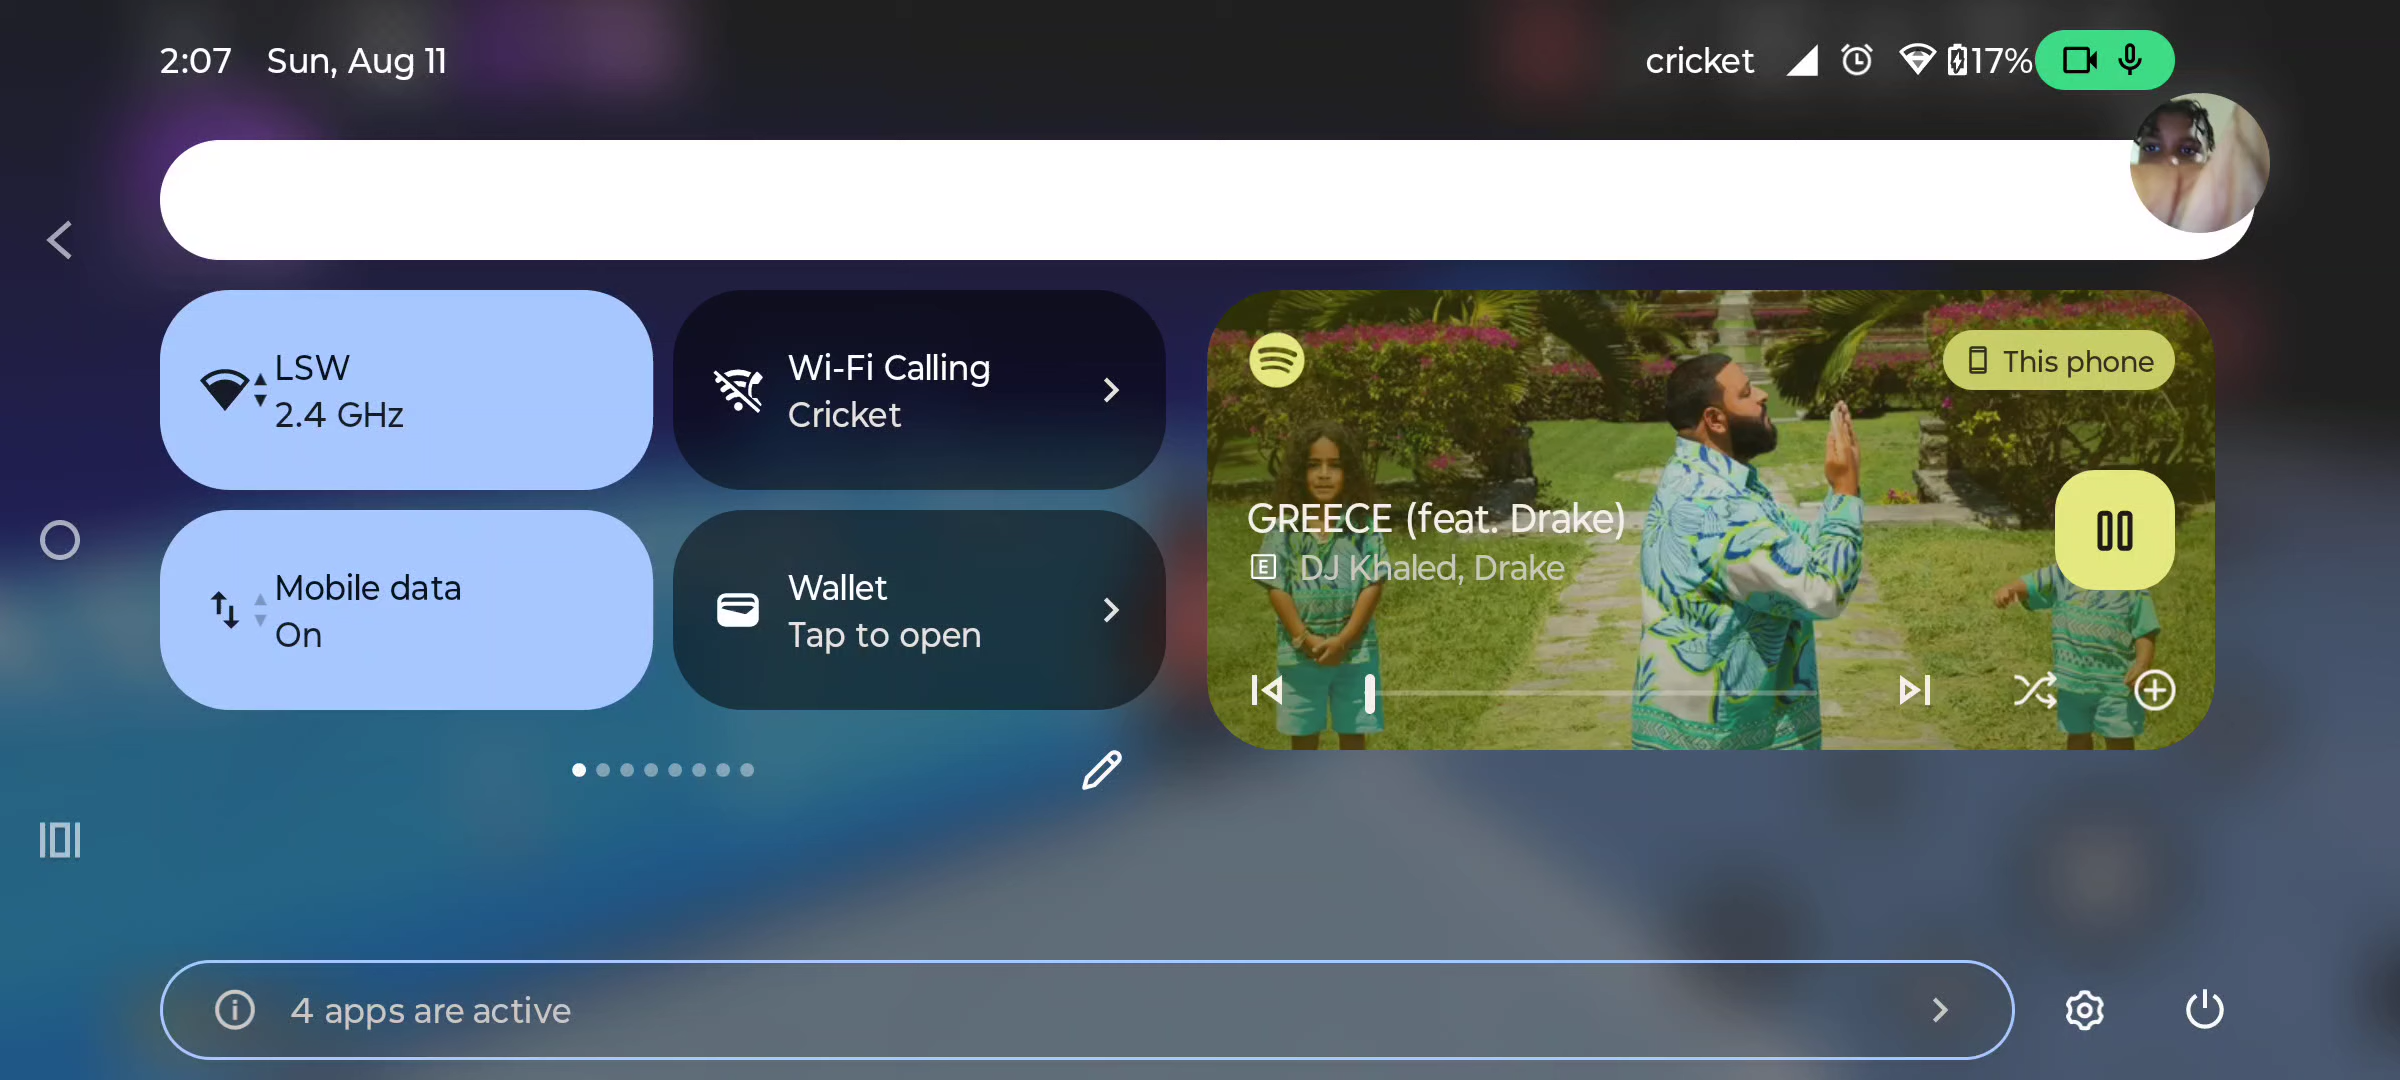 2:07 Sun, Aug 11
cricket 17%
LSW
2.4 GHz
Wi-Fi Calling
Cricket
Mobile data
On
Wallet
Tap to open
This phone
GREECE (feat. Drake)
E DJ Khaled, Drake
4 apps are active